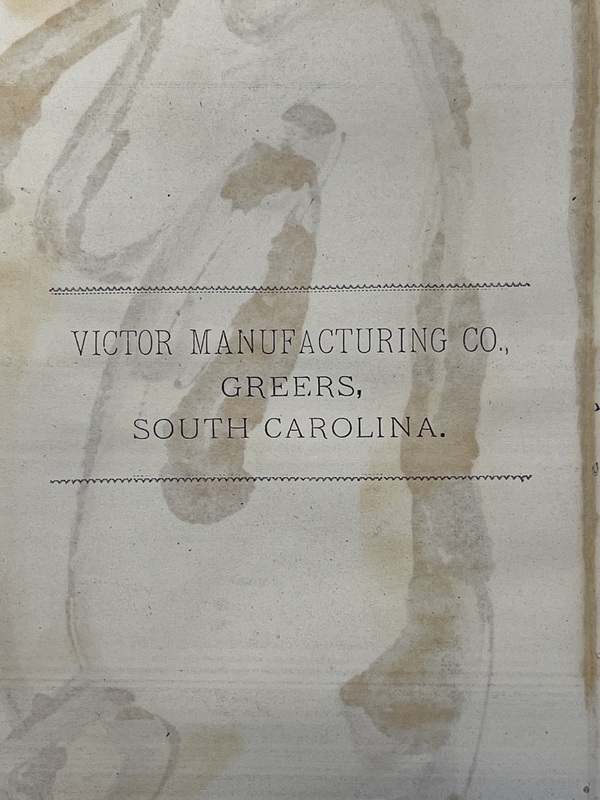 VICTOR MANUFACTURING CO.,
GREERS,
SOUTH CAROLINA.